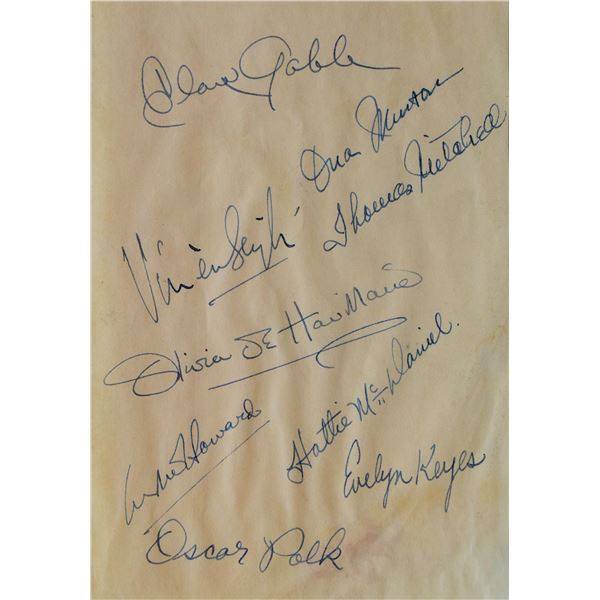 Clark Gable
Ona Munson
Thomas Mitchell
Vivien Leigh
Olivia De Havilland
Leslie Howard
Hattie McDaniel.
Evelyn Keyes
Oscar Polk